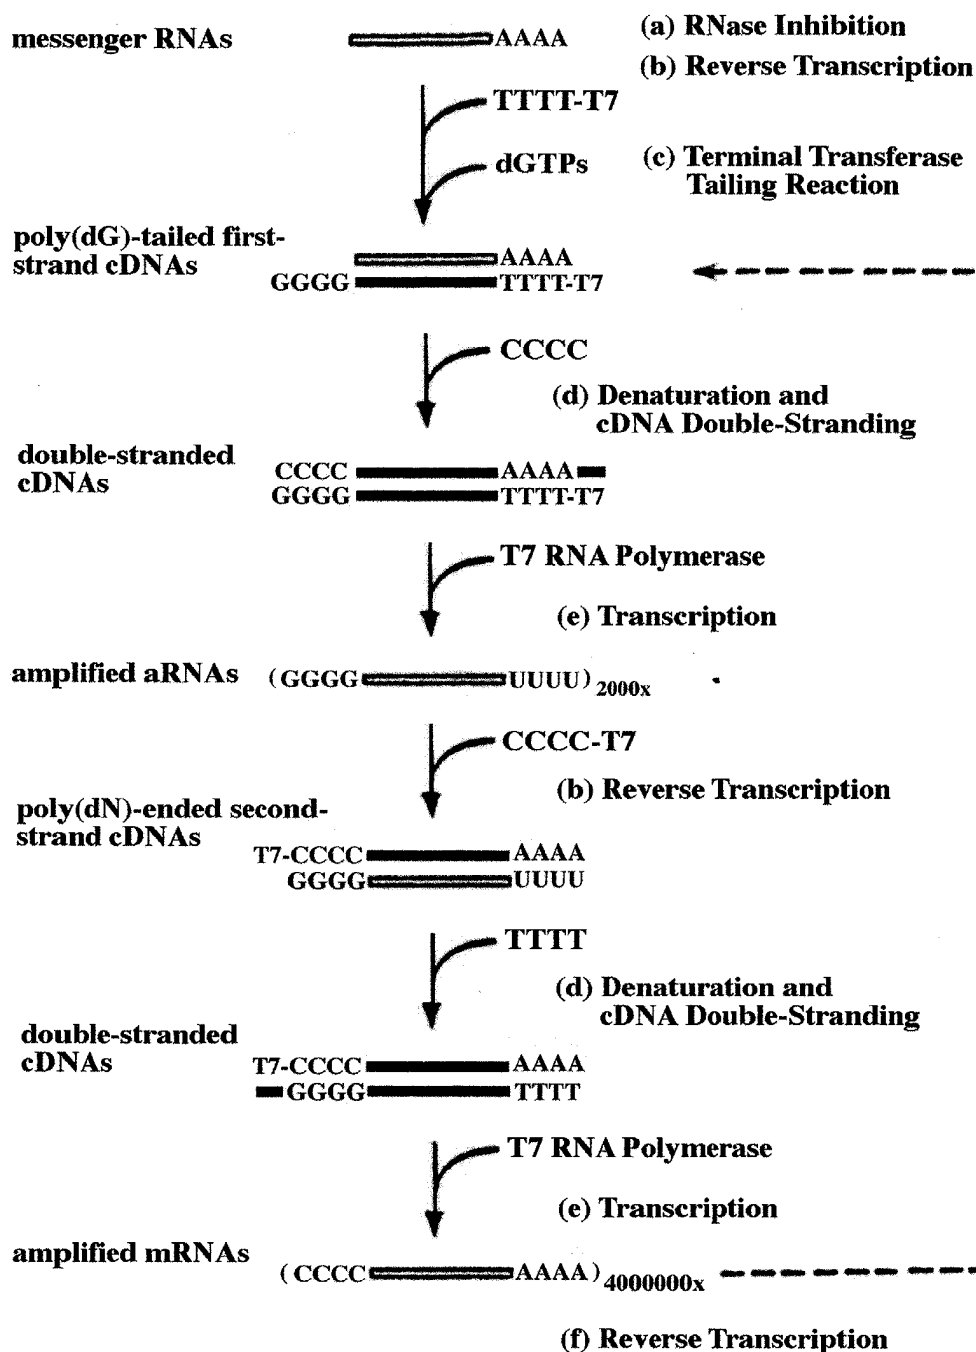 messenger RNAs
AAAA
(a) RNase Inhibition
(b) Reverse Transcription
TTTT-T7
dGTPs
(c) Terminal Transferase
Tailing Reaction
poly(dG)-tailed first-
strand cDNAs
AAAA
GGGG TTTT-T7
CCCC
(d) Denaturation and
cDNA Double-Stranding
double-stranded
cDNAs
CCCC AAAA
GGGG TTTT-T7
T7 RNA Polymerase
(e) Transcription
amplified aRNAs
(GGGG UUUU)2000x
CCCC-T7
(b) Reverse Transcription
poly(dN)-ended second-
strand cDNAs
T7-CCCC AAAA
GGGG UUUU
TTTT
(d) Denaturation and
cDNA Double-Stranding
double-stranded
cDNAs
T7-CCCC AAAA
GGGG TTTT
T7 RNA Polymerase
(e) Transcription
amplified mRNAs
(CCCC AAAA)4000000x
(f) Reverse Transcription